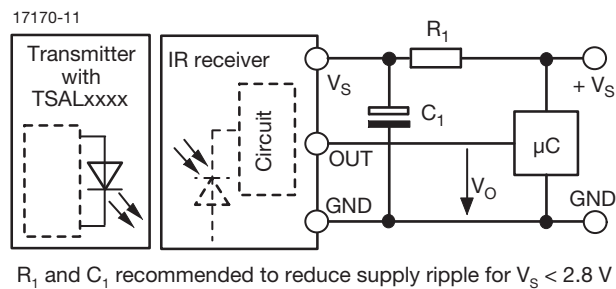 17170-11
Transmitter
with
TSALxxxx
IR receiver
Circuit
VS
OUT
GND
R1
C1
+ VS
µC
VO
GND
R1 and C1 recommended to reduce supply ripple for VS < 2.8 V